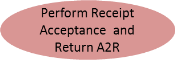 Perform Receipt
Acceptance and
Return A2R